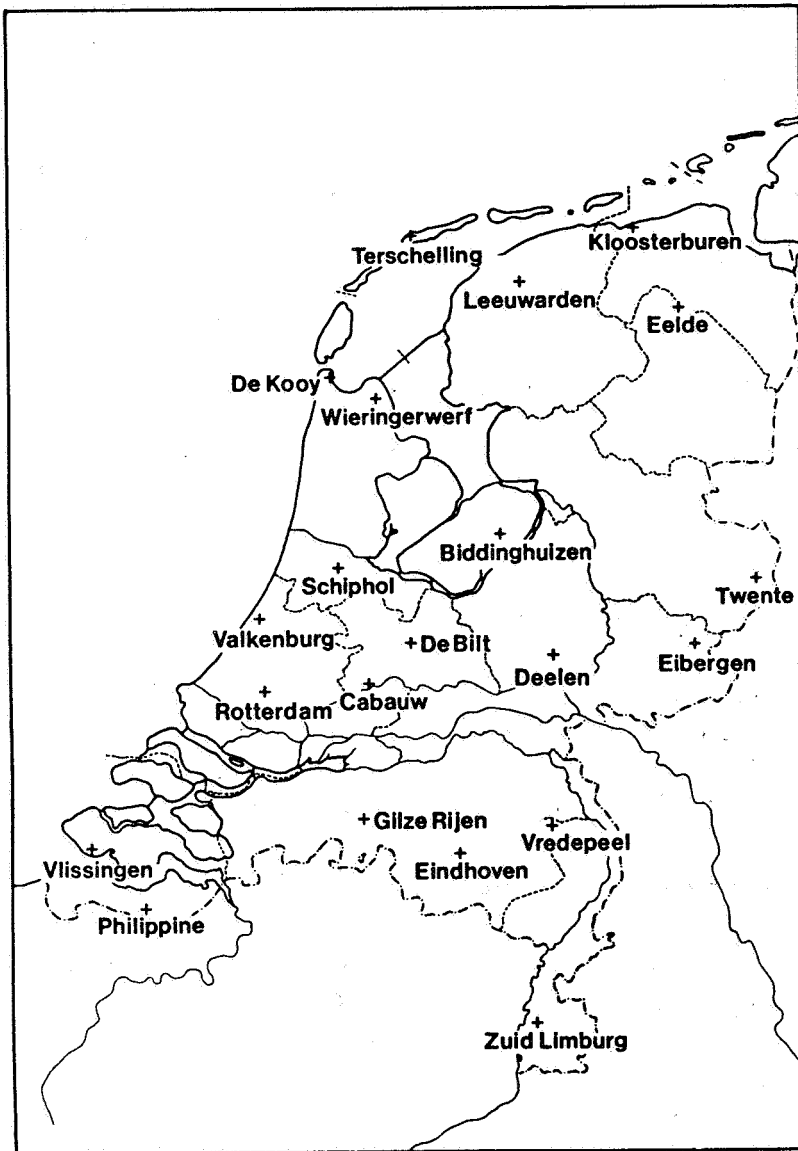 Terschelling
Kloosterburen
Leeuwarden
Eelde
De Kooy
Wieringerwerf
Biddinghuizen
Schiphol
Twente
Valkenburg
De Bilt
Eibergen
Deelen
Cabauw
Rotterdam
Gilze Rijen
Vredepeel
Vlissingen
Eindhoven
Philippine
Zuid Limburg